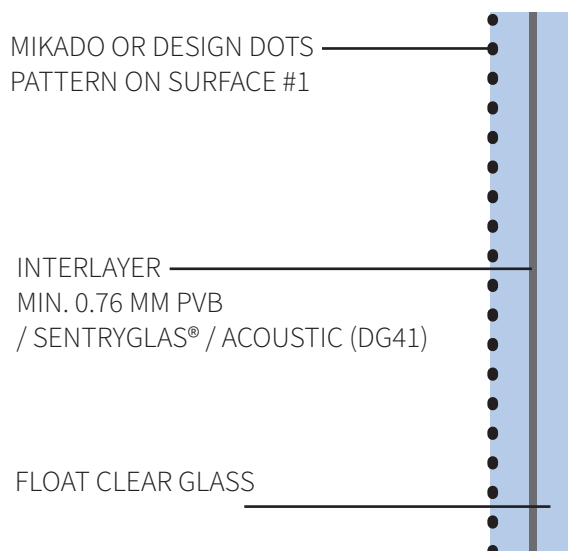 MIKADO OR DESIGN DOTS
PATTERN ON SURFACE #1
INTERLAYER
MIN. 0.76 MM PVB
/ SENTRYGLAS® / ACOUSTIC (DG41)
FLOAT CLEAR GLASS